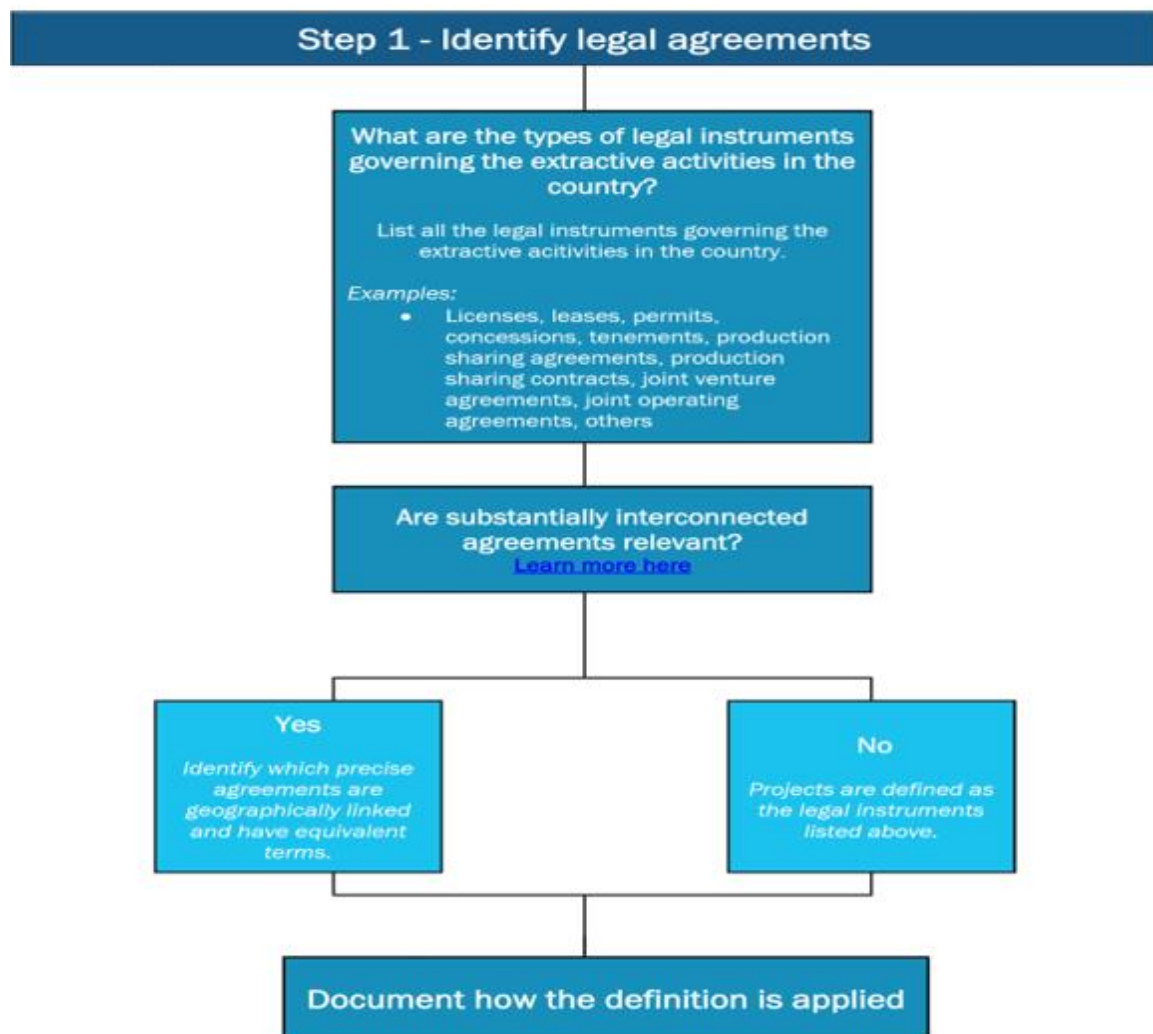 Step 1 - Identify legal agreements
What are the types of legal instruments
governing the extractive activities in the
country?
List all the legal instruments governing the
extractive acitivities in the country.
Examples:
● Licenses, leases, permits,
concessions, tenements, production
sharing agreements, production
sharing contracts, joint venture
agreements, joint operating
agreements, others
Are substantially interconnected
agreements relevant?
Learn more here
Yes
Identify which precise
agreements are
geographically linked
and have equivalent
terms.
No
Projects are defined as
the legal instruments
listed above.
Document how the definition is applied